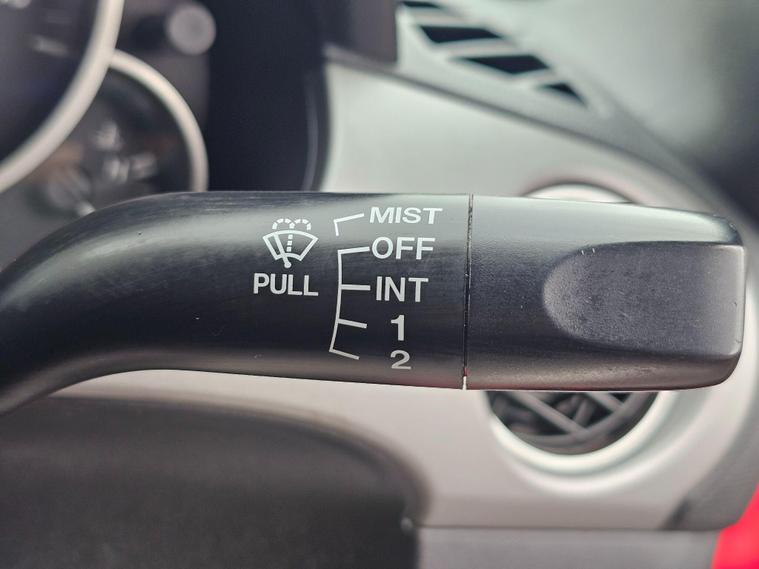 MIST
OFF
PULL INT
1
2